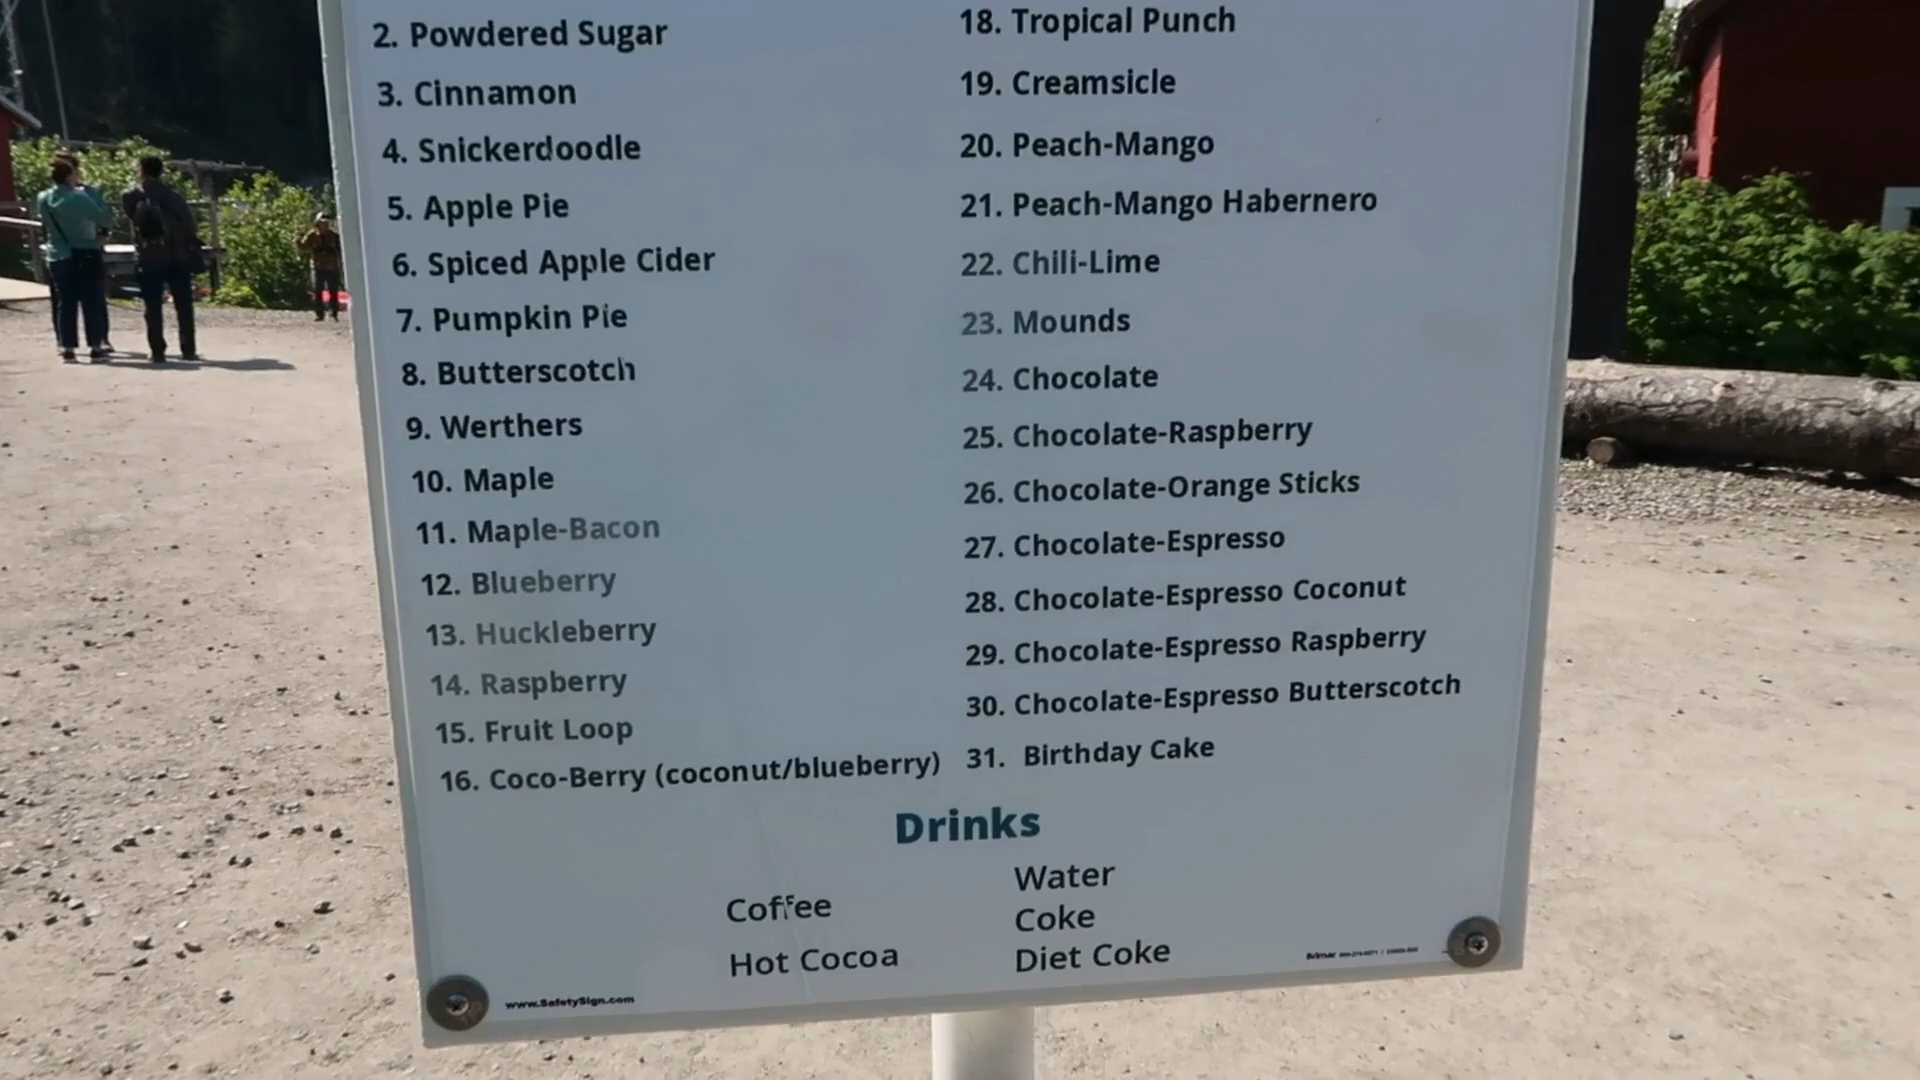 2. Powdered Sugar
3. Cinnamon
4. Snickerdoodle
5. Apple Pie
6. Spiced Apple Cider
7. Pumpkin Pie
8. Butterscotch
9. Werthers
10. Maple
11. Maple-Bacon
12. Blueberry
13. Huckleberry
14. Raspberry
15. Fruit Loop
16. Coco-Berry (coconut/blueberry)
18. Tropical Punch
19. Creamsicle
20. Peach-Mango
21. Peach-Mango Habernero
22. Chili-Lime
23. Mounds
24. Chocolate
25. Chocolate-Raspberry
26. Chocolate-Orange Sticks
27. Chocolate-Espresso
28. Chocolate-Espresso Coconut
29. Chocolate-Espresso Raspberry
30. Chocolate-Espresso Butterscotch
31. Birthday Cake
Drinks
Coffee
Hot Cocoa
Water
Coke
Diet Coke
www.SafetySign.com
Brimar